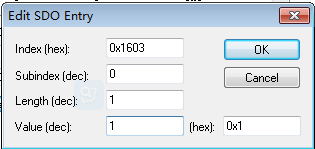 Edit SDO Entry
Index (hex): 0x1603 OK
Subindex (dec): 0 Cancel
Length (dec): 1
Value (dec): 1 (hex): 0x1